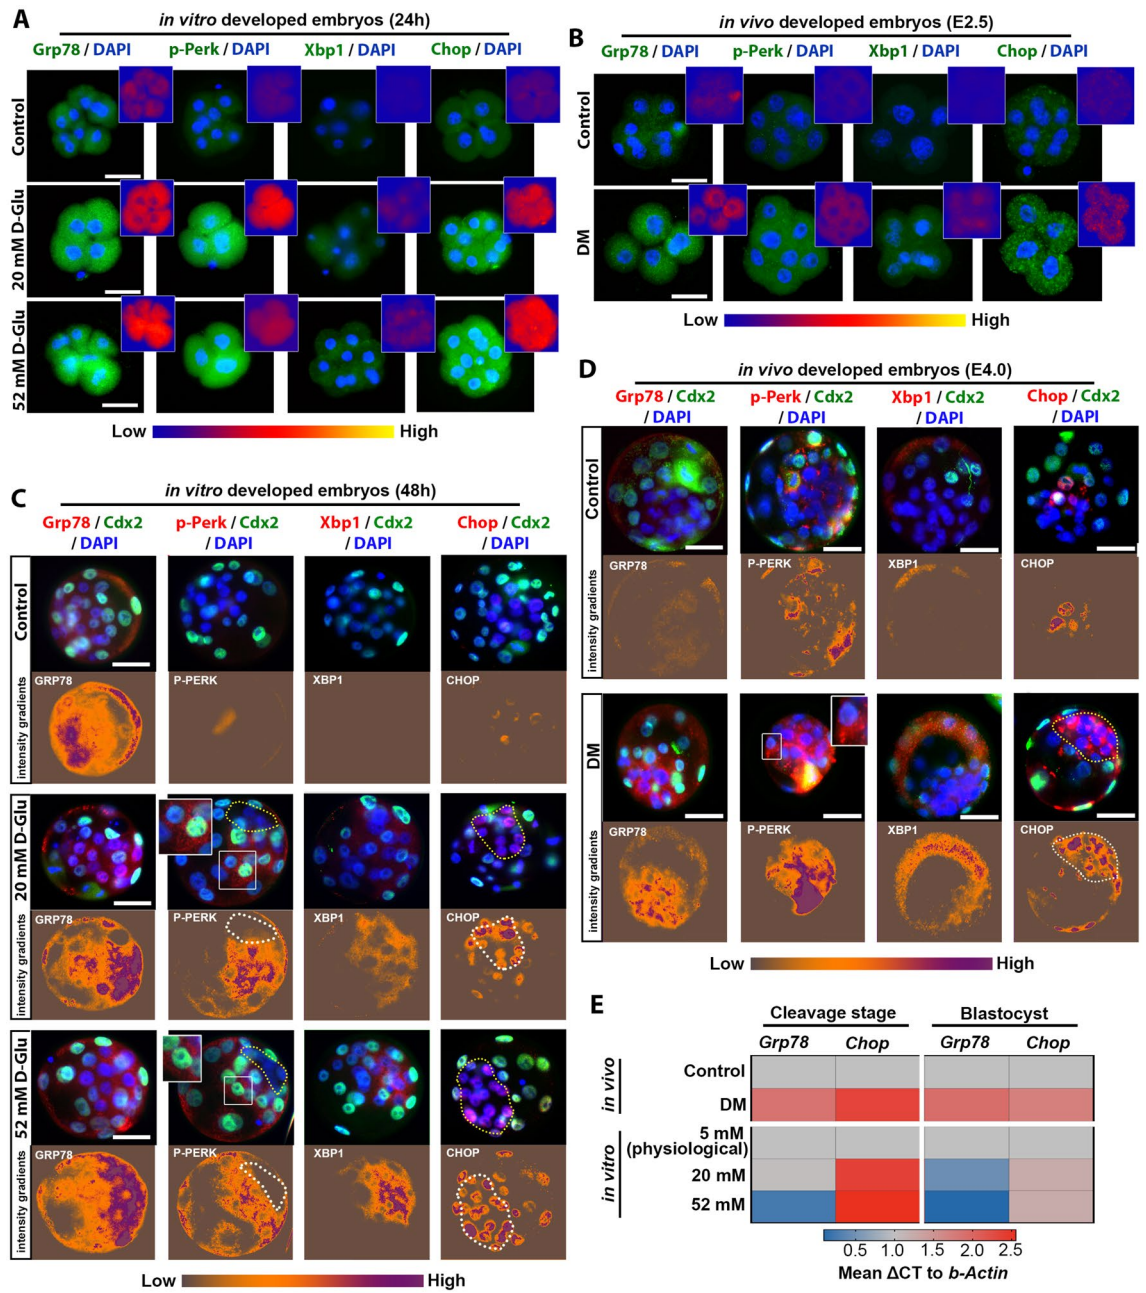 A
in vitro developed embryos (24h)
Grp78 / DAPI
p-Perk / DAPI
Xbp1 / DAPI
Chop / DAPI
Control
20 mM D-Glu
52 mM D-Glu
Low
High
B
in vivo developed embryos (E2.5)
Grp78 / DAPI
p-Perk / DAPI
Xbp1 / DAPI
Chop / DAPI
Control
DM
Low
High
C
in vitro developed embryos (48h)
Grp78 / Cdx2
/ DAPI
p-Perk / Cdx2
/ DAPI
Xbp1 / Cdx2
/ DAPI
Chop / Cdx2
/ DAPI
Control
intensity gradients
GRP78
P-PERK
XBP1
CHOP
20 mM D-Glu
intensity gradients
GRP78
P-PERK
XBP1
CHOP
52 mM D-Glu
intensity gradients
GRP78
P-PERK
XBP1
CHOP
Low
High
D
in vivo developed embryos (E4.0)
Grp78 / Cdx2
/ DAPI
p-Perk / Cdx2
/ DAPI
Xbp1 / Cdx2
/ DAPI
Chop / Cdx2
/ DAPI
Control
intensity gradients
GRP78
P-PERK
XBP1
CHOP
DM
intensity gradients
GRP78
P-PERK
XBP1
CHOP
Low
High
E
Cleavage stage
Blastocyst
Grp78
Chop
Grp78
Chop
in vivo
Control
DM
in vitro
5 mM
(physiological)
20 mM
52 mM
0.5 1.0 1.5 2.0 2.5
Mean ΔCT to b-Actin